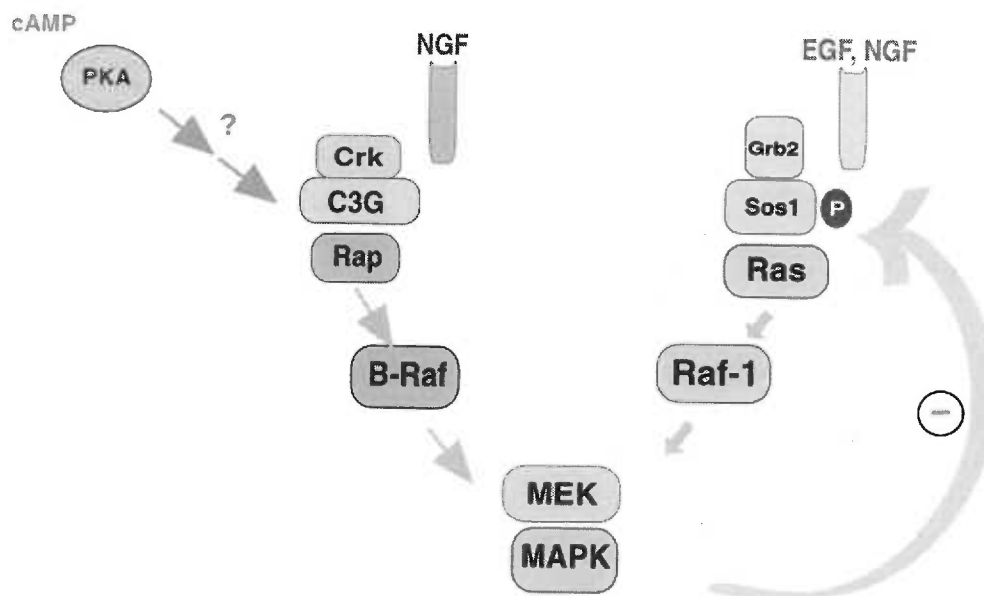 cAMP
PKA
?
NGF
Crk
C3G
Rap
B-Raf
EGF, NGF
Grb2
Sos1 P
Ras
Raf-1
−
MEK
MAPK